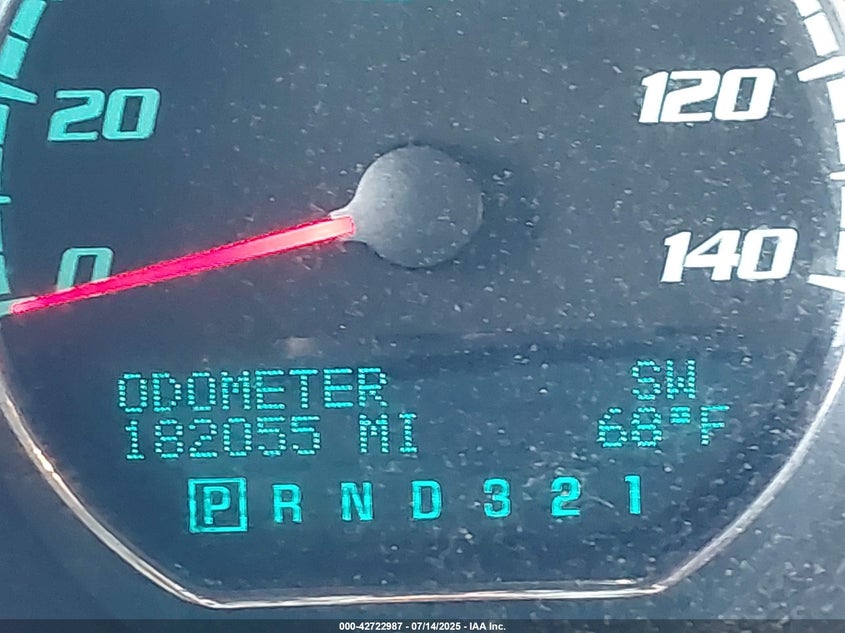 20
120
0
140
ODOMETER SW
182055 MI 68°F
P R N D 3 2 1
000-42722987 - 07/14/2025 - IAA Inc.